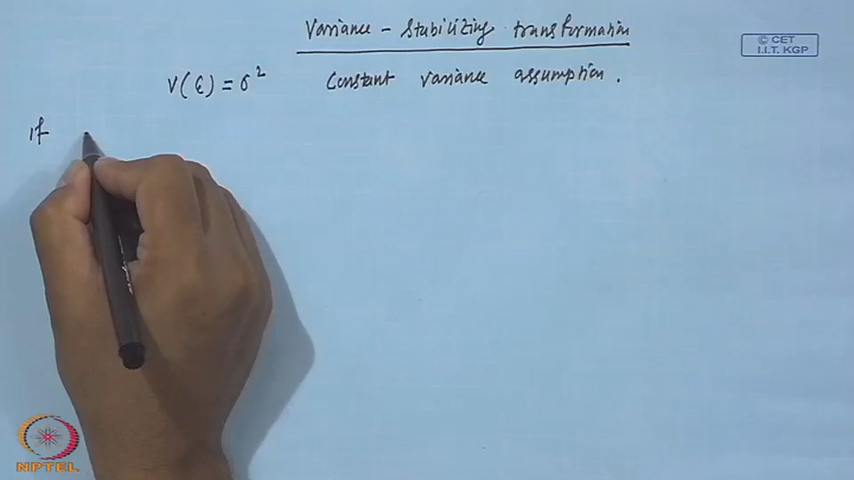 Variance - Stabilizing transformation
© CET
I.I.T. KGP
V(ε) = σ² Constant variance assumption.
If
NPTEL